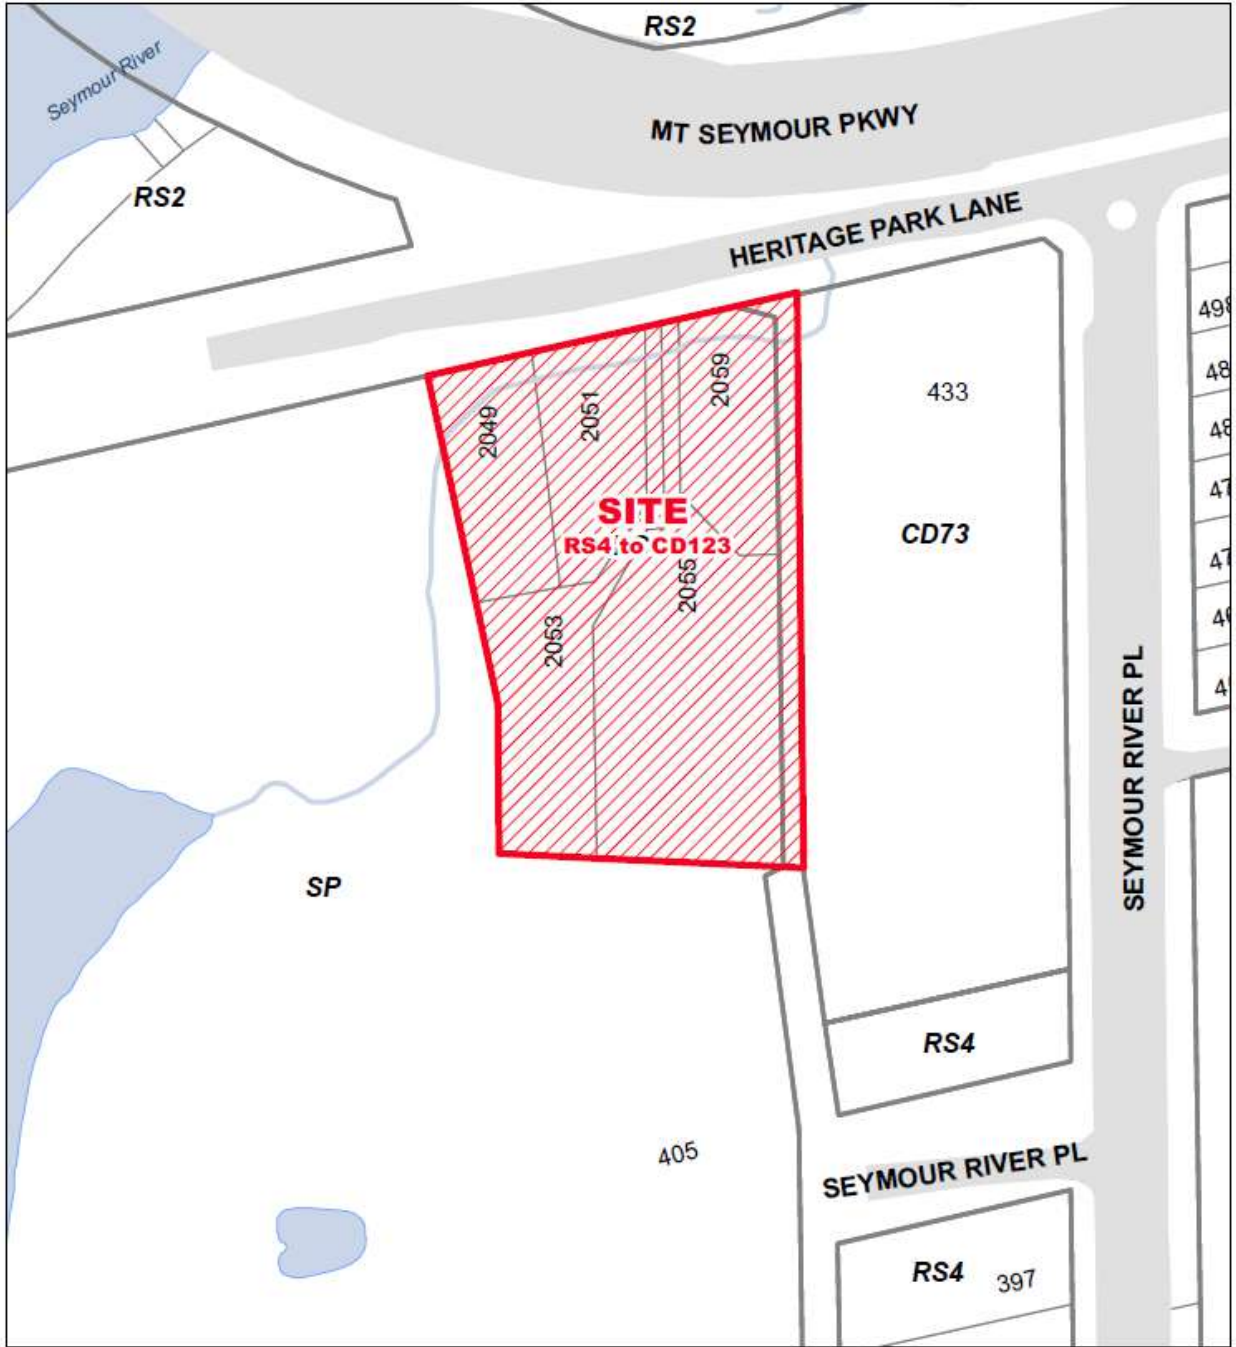 RS2
Seymour River
MT SEYMOUR PKWY
RS2
HERITAGE PARK LANE
2049
2051
2059
433
SITE
RS4 to CD123
CD73
2053
2055
SP
SEYMOUR RIVER PL
RS4
405
SEYMOUR RIVER PL
RS4
397